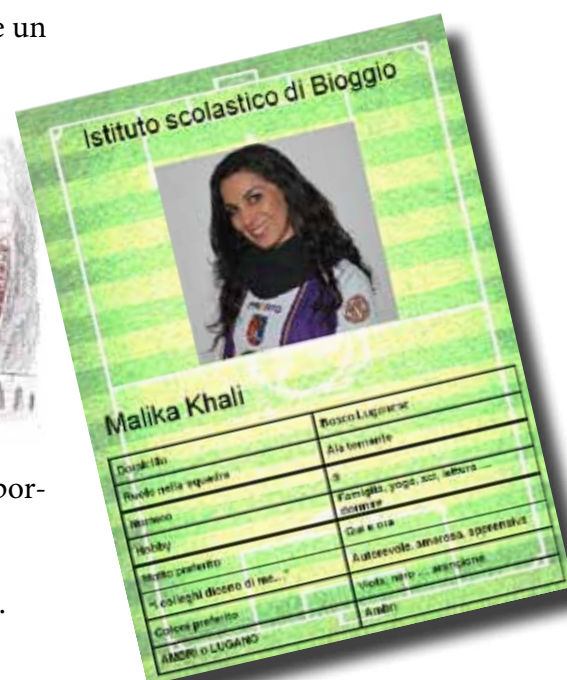 e un
Istituto scolastico di Bioggio
Malika Khali
Domicilio Bosco Luganese
Ruolo nella squadra Ala tornante
Numero
Hobby Famiglia, yoga, sci, lettura ....
dormire
por-
Motto preferito Qui e ora
"I colleghi dicono di me..." Autorevole, amorosa, apprensiva
Colore preferito Viola, nero ... arancione
.
AMBRI o LUGANO Ambri